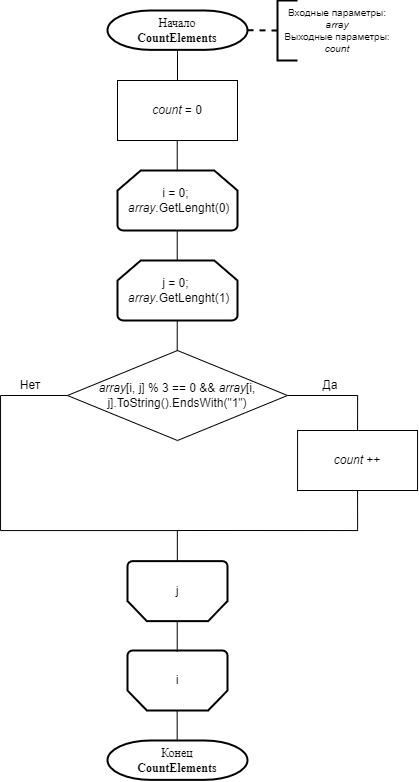 Начало
CountElements
Входные параметры:
array
Выходные параметры:
count
count = 0
i = 0;
array.GetLenght(0)
j = 0;
array.GetLenght(1)
Нет
array[i, j] % 3 == 0 && array[i,
j].ToString().EndsWith("1")
Да
count ++
j
i
Конец
CountElements